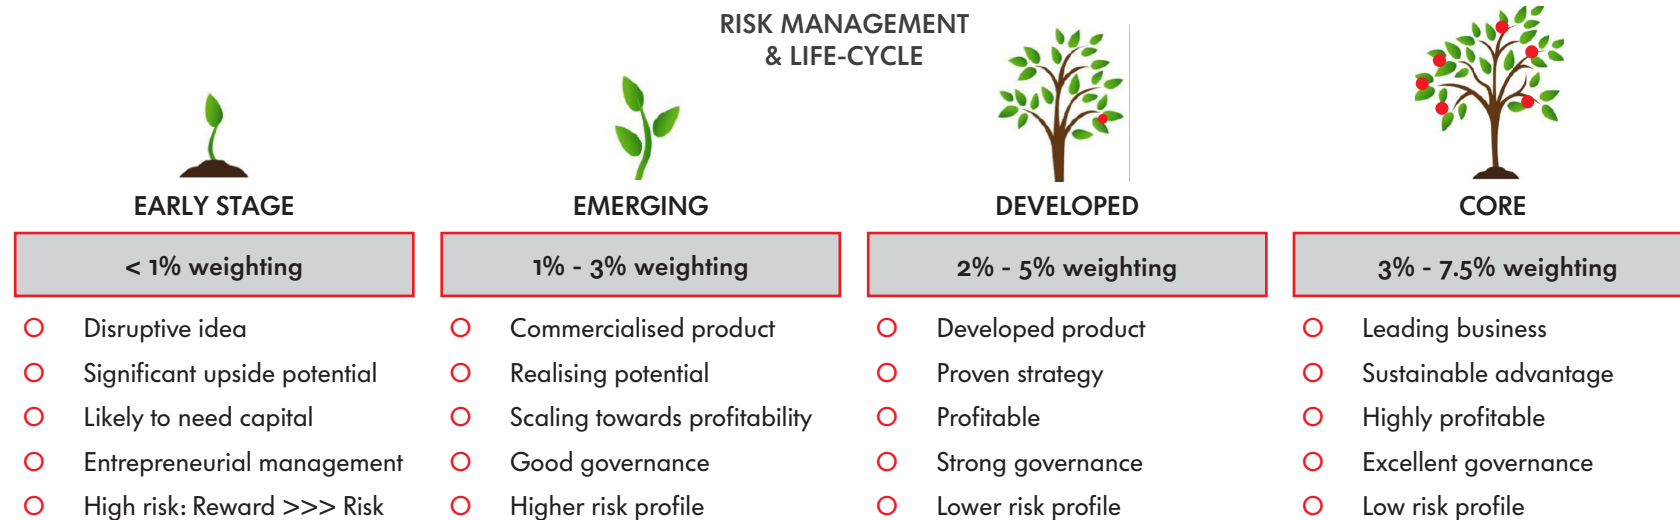 RISK MANAGEMENT
& LIFE-CYCLE
EARLY STAGE
< 1% weighting
Disruptive idea
Significant upside potential
Likely to need capital
Entrepreneurial management
High risk: Reward >>> Risk
EMERGING
1% - 3% weighting
Commercialised product
Realising potential
Scaling towards profitability
Good governance
Higher risk profile
DEVELOPED
2% - 5% weighting
Developed product
Proven strategy
Profitable
Strong governance
Lower risk profile
CORE
3% - 7.5% weighting
Leading business
Sustainable advantage
Highly profitable
Excellent governance
Low risk profile